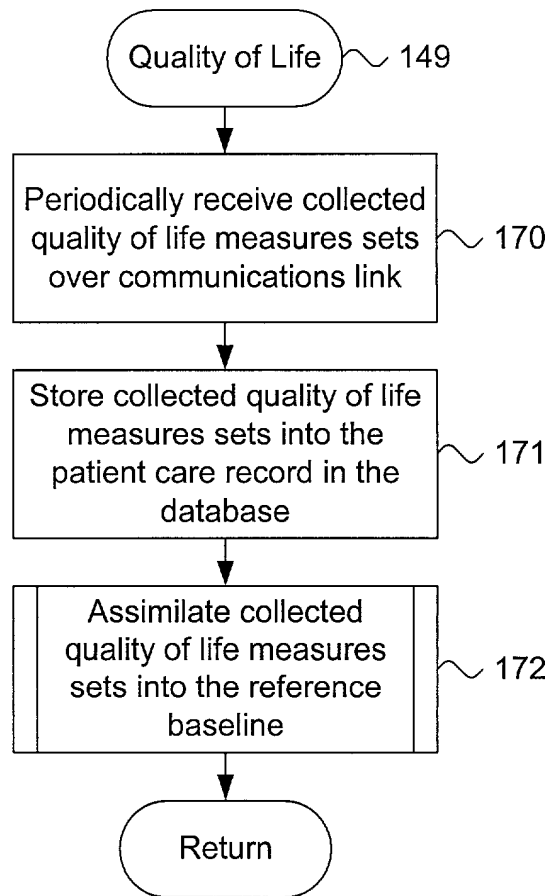 Quality of Life 149
Periodically receive collected
quality of life measures sets 170
over communications link
Store collected quality of life
measures sets into the 171
patient care record in the
database
Assimilate collected
quality of life measures
sets into the reference 172
baseline
Return